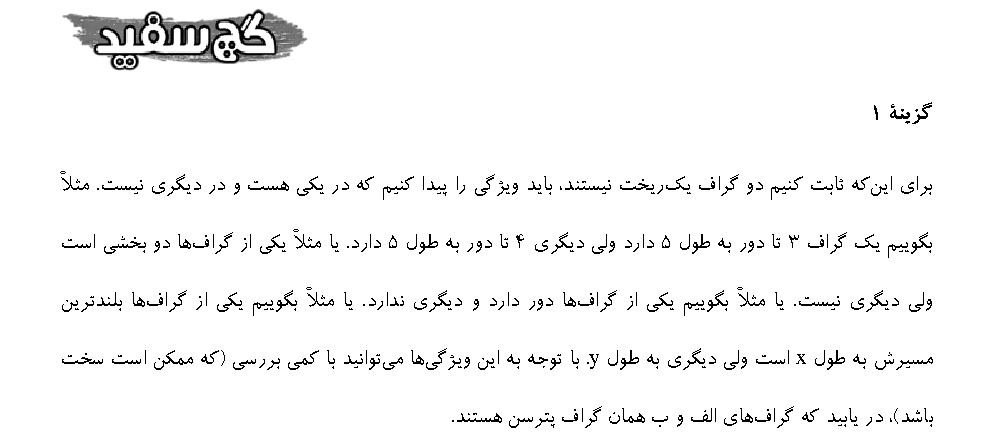 گچ سفید
گزینهٔ ۱
برای این‌که ثابت کنیم دو گراف یک‌ریخت نیستند، باید ویژگی را پیدا کنیم که در یکی هست و در دیگری نیست. مثلاً
بگوییم یک گراف ۳ تا دور به طول ۵ دارد ولی دیگری ۴ تا دور به طول ۵ دارد. یا مثلاً یکی از گراف‌ها دو بخشی است
ولی دیگری نیست. یا مثلاً بگوییم یکی از گراف‌ها دور دارد و دیگری ندارد. یا مثلاً بگوییم یکی از گراف‌ها بلندترین
مسیرش به طول x است ولی دیگری به طول y. با توجه به این ویژگی‌ها می‌توانید با کمی بررسی (که ممکن است سخت
باشد)، در یابید که گراف‌های الف و ب همان گراف پترسن هستند.